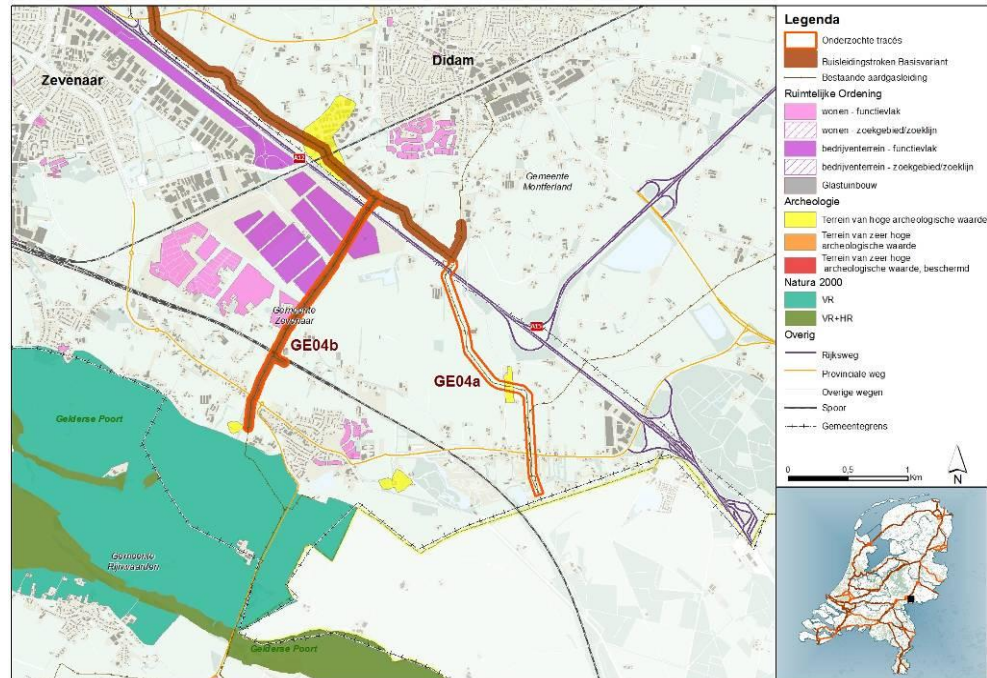 Zevenaar
Didam
A12
Gemeente
Montferland
Gemeente
Zevenaar
GE04b
GE04a
Gelderse Poort
Gemeente
Rijnwaarden
Gelderse Poort
Legenda
Onderzochte tracés
Buisleidingstroken Basisvariant
Bestaande aardgasleiding
Ruimtelijke Ordening
wonen - functievlak
wonen - zoekgebied/zoeklijn
bedrijventerrein - functievlak
bedrijventerrein - zoekgebied/zoeklijn
Glastuinbouw
Archeologie
Terrein van hoge archeologische waarde
Terrein van zeer hoge
archeologische waarde
Terrein van zeer hoge
archeologische waarde, beschermd
Natura 2000
VR
VR+HR
Overig
Rijksweg
Provinciale weg
Overige wegen
Spoor
Gemeentegrens
0 0,5 1
Km
N